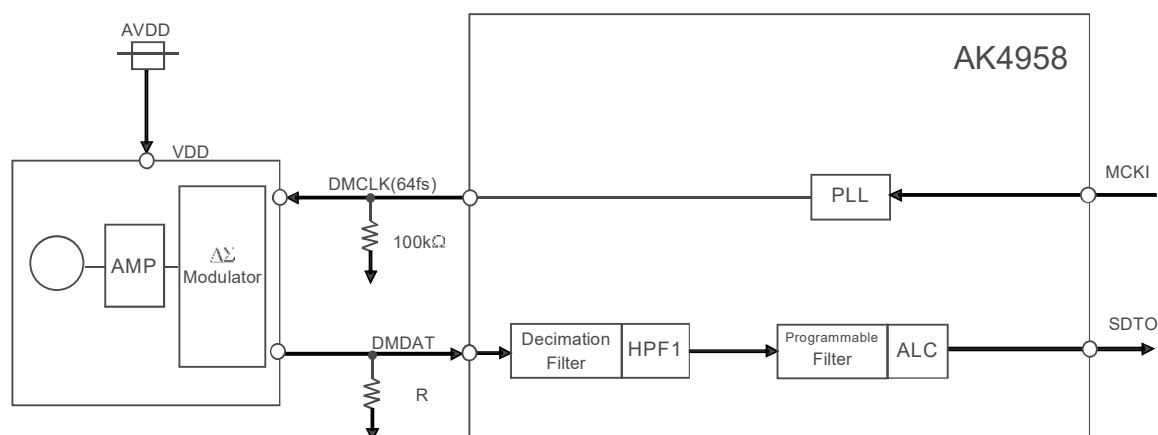 AVDD
AK4958
VDD
DMCLK(64fs)
PLL
MCKI
100kΩ
AMP
ΔΣ
Modulator
DMDAT
SDTO
Decimation
Filter
HPF1
Programmable
Filter
ALC
R